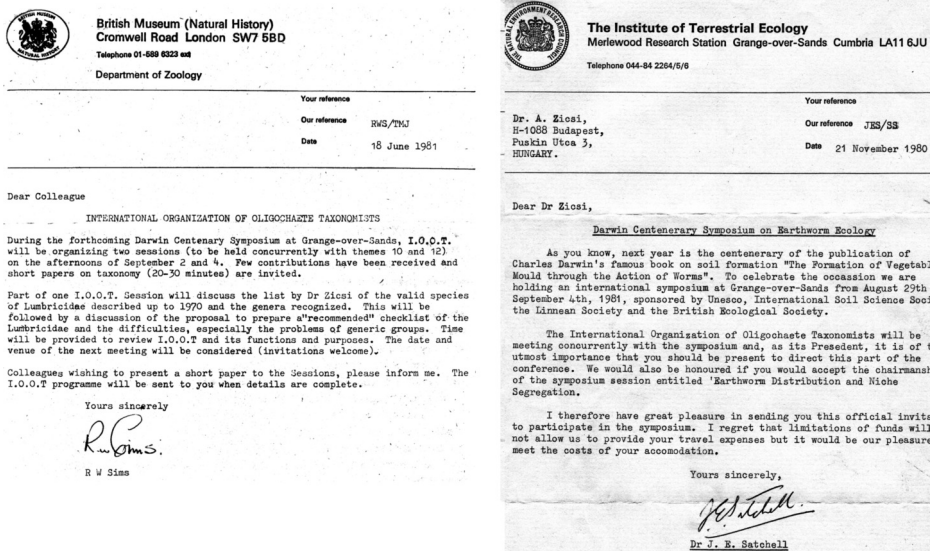 British Museum (Natural History)
Cromwell Road London SW7 5BD
Telephone 01-589 6323 ext
Department of Zoology
Your reference
Our reference RWS/TMJ
Date 18 June 1981
Dear Colleague
INTERNATIONAL ORGANIZATION OF OLIGOCHAETE TAXONOMISTS
During the forthcoming Darwin Centenary Symposium at Grange-over-Sands, I.O.O.T.
will be organizing two sessions (to be held concurrently with themes 10 and 12)
on the afternoons of September 2 and 4. Few contributions have been received and
short papers on taxonomy (20-30 minutes) are invited.
Part of one I.O.O.T. Session will discuss the list by Dr Zicsi of the valid species
of Lumbricidae described up to 1970 and the genera recognized. This will be
followed by a discussion of the proposal to prepare a "recommended" checklist of the
Lumbricidae and the difficulties, especially the problems of generic groups. Time
will be provided to review I.O.O.T and its functions and purposes. The date and
venue of the next meeting will be considered (invitations welcome).
Colleagues wishing to present a short paper to the Sessions, please inform me. The
I.O.O.T programme will be sent to you when details are complete.
Yours sincerely
R W Sims
The Institute of Terrestrial Ecology
Merlewood Research Station Grange-over-Sands Cumbria LA11 6JU
Telephone 044-84 2264/5/6
Your reference
Our reference JES/SS
Date 21 November 1980
Dr. A. Zicsi,
H-1088 Budapest,
Puskin Utca 3,
HUNGARY.
Dear Dr Zicsi,
Darwin Centenerary Symposium on Earthworm Ecology
As you know, next year is the centenerary of the publication of
Charles Darwin's famous book on soil formation "The Formation of Vegetabl
Mould through the Action of Worms". To celebrate the occassion we are
holding an international symposium at Grange-over-Sands from August 29th
September 4th, 1981, sponsored by Unesco, International Soil Science Soci
the Linnean Society and the British Ecological Society.
The International Organization of Oligochaete Taxonomists will be
meeting concurrently with the symposium and, as its Presedent, it is of t
utmost importance that you should be present to direct this part of the
conference. We would also be honoured if you would accept the chairmansh
of the symposium session entitled 'Earthworm Distribution and Niche
Segregation.
I therefore have great pleasure in sending you this official invita
to participate in the symposium. I regret that limitations of funds will
not allow us to provide your travel expenses but it would be our pleasure
meet the costs of your accomodation.
Yours sincerely,
Dr J. E. Satchell